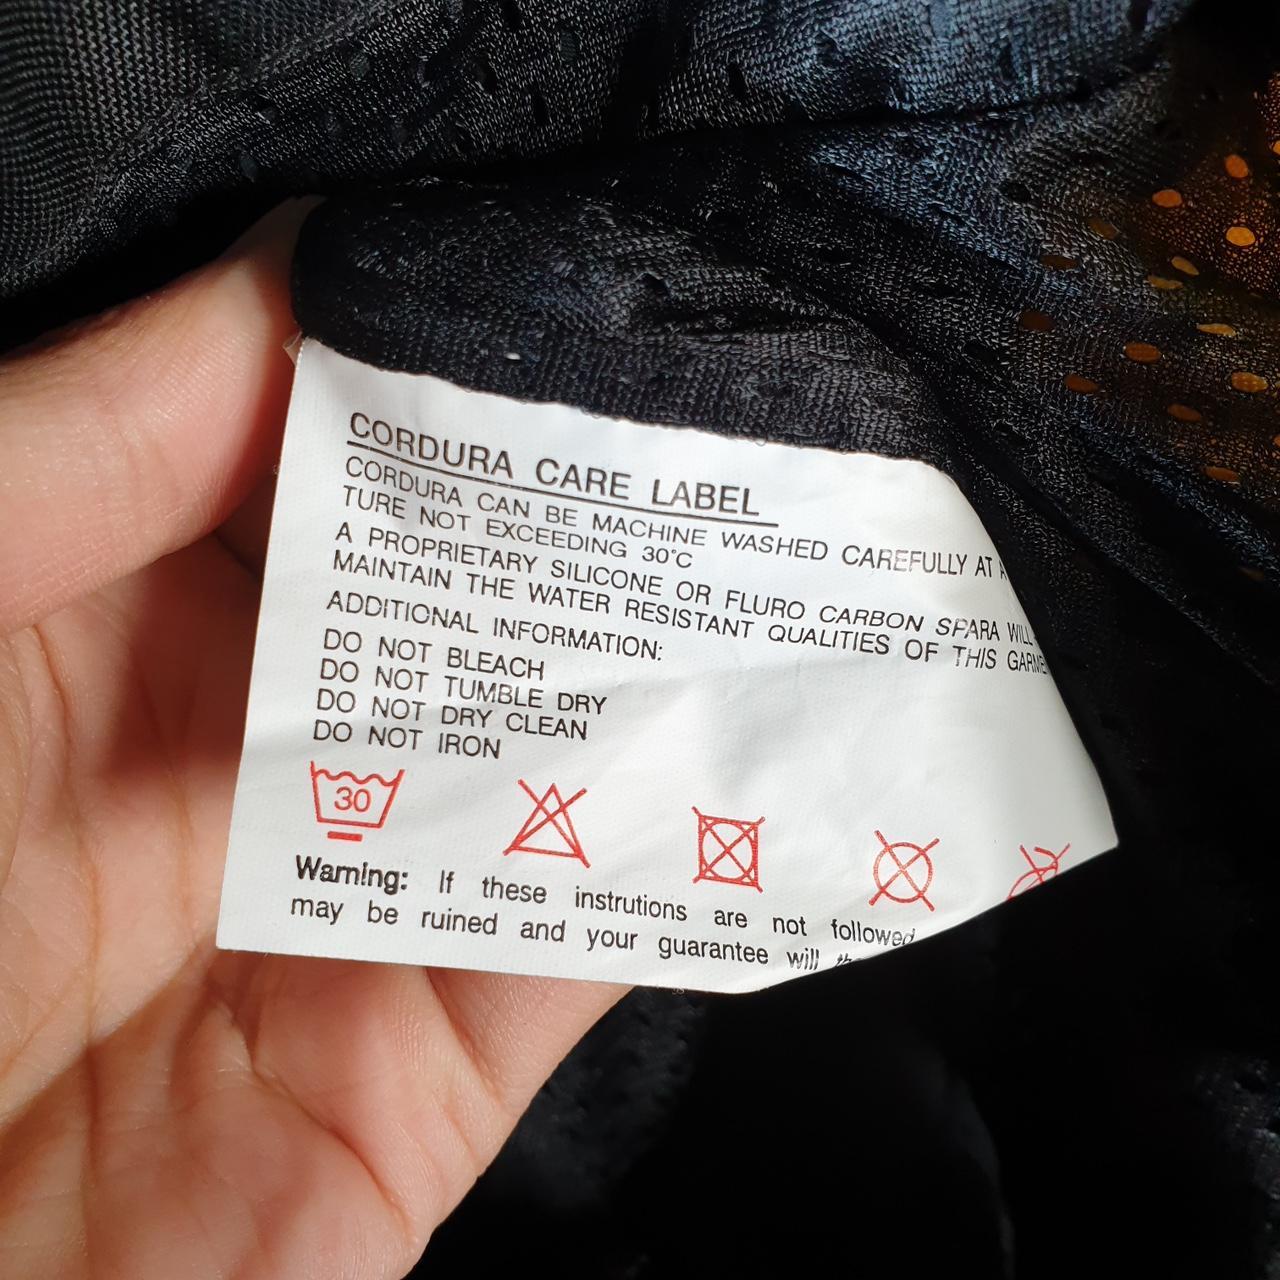 CORDURA CARE LABEL
CORDURA CAN BE MACHINE WASHED CAREFULLY AT
TURE NOT EXCEEDING 30°C
A PROPRIETARY SILICONE OR FLURO CARBON SPARA WILL
MAINTAIN THE WATER RESISTANT QUALITIES OF THIS
ADDITIONAL INFORMATION:
DO NOT BLEACH
DO NOT TUMBLE DRY
DO NOT DRY CLEAN
DO NOT IRON
30
Warning: If these instrutions are not followed
may be ruined and your guarantee will